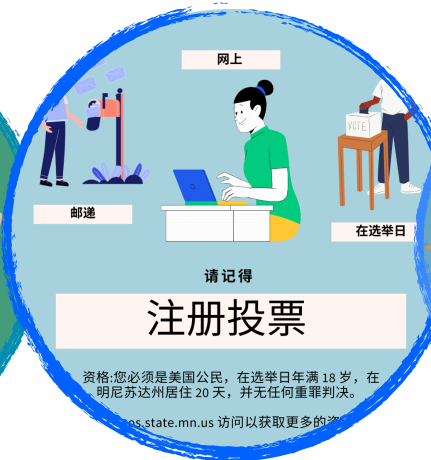 网上
VOTE
邮递
在选举日
请记得
注册投票
资格:您必须是美国公民，在选举日年满 18 岁，在
明尼苏达州居住 20 天，并无任何重罪判决。
os.state.mn.us 访问以获取更多的资